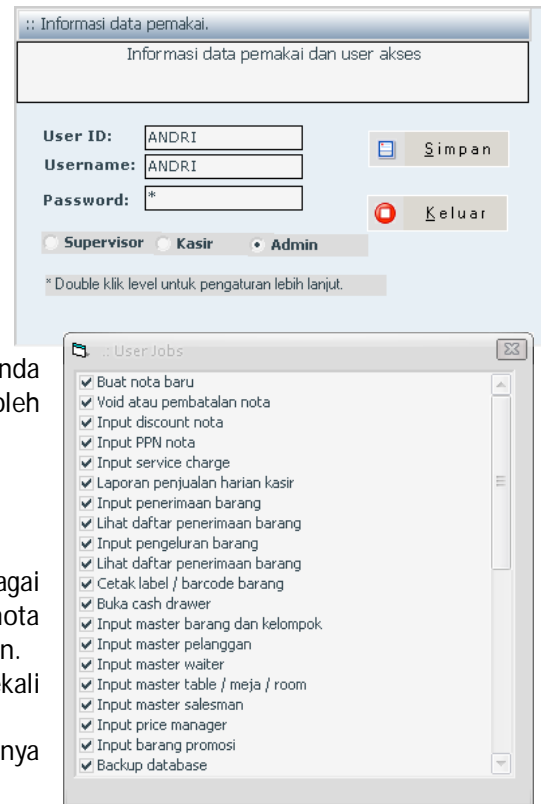 :: Informasi data pemakai.
Informasi data pemakai dan user akses
User ID: ANDRI
Simpan
Username: ANDRI
Password: *
Keluar
Supervisor Kasir Admin
* Double klik level untuk pengaturan lebih lanjut.
.: User Jobs
nda
oleh
Buat nota baru
Void atau pembatalan nota
Input discount nota
Input PPN nota
Input service charge
Laporan penjualan harian kasir
Input penerimaan barang
Lihat daftar penerimaan barang
Input pengeluran barang
Lihat daftar penerimaan barang
Cetak label / barcode barang
Buka cash drawer
Input master barang dan kelompok
Input master pelanggan
Input master waiter
Input master table / meja / room
Input master salesman
Input price manager
Input barang promosi
Backup database
agai
nota
n.
ekali
nya